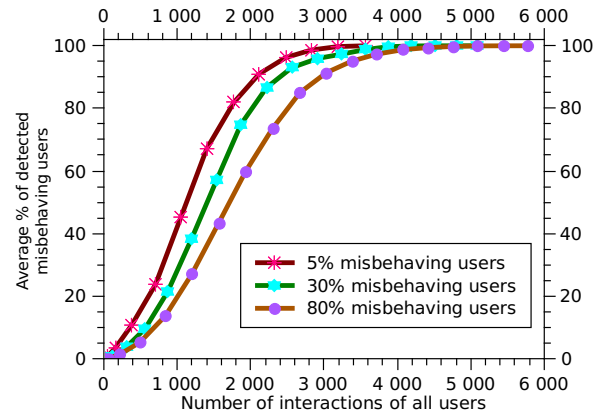 0 1 000 2 000 3 000 4 000 5 000 6 000
100 100
80 80
60 60
40 40
20 20
0 0
Average % of detected
misbehaving users
5% misbehaving users
30% misbehaving users
80% misbehaving users
0 1 000 2 000 3 000 4 000 5 000 6 000
Number of interactions of all users